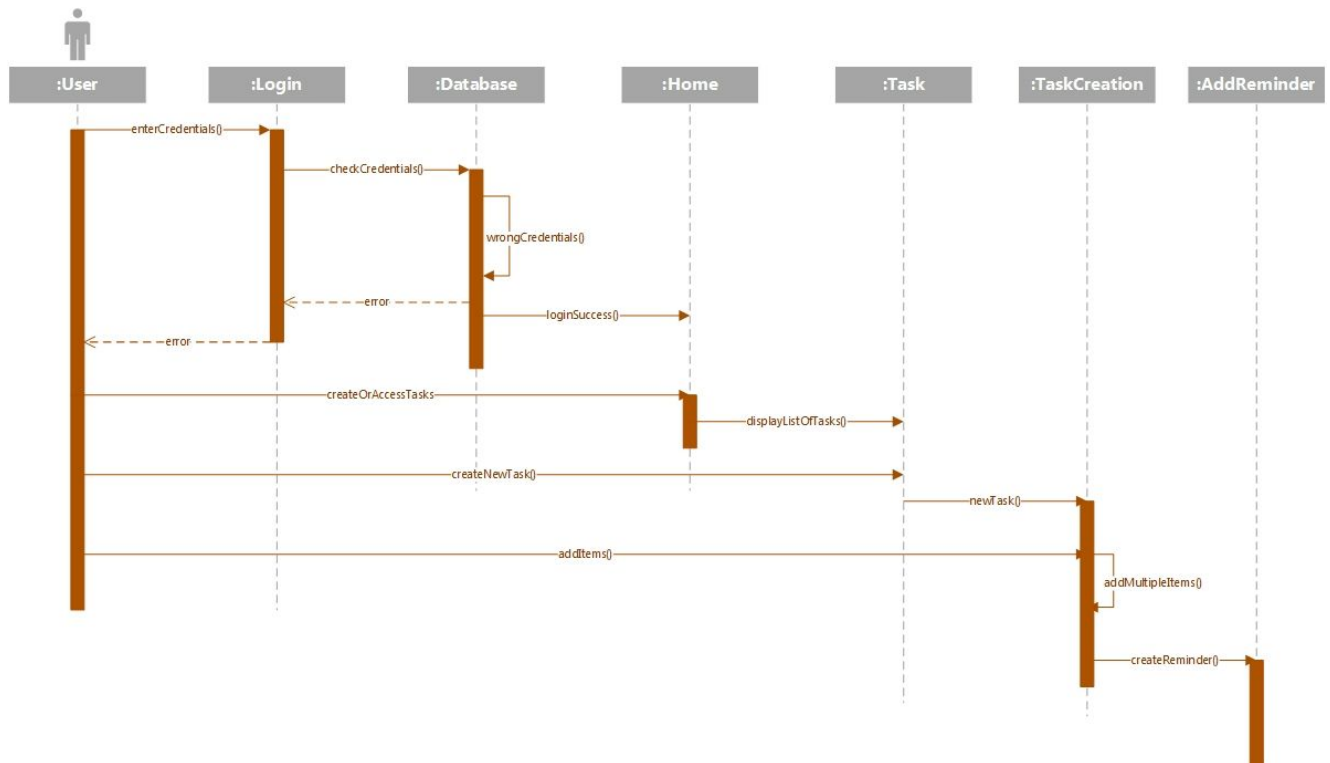 :User
:Login
:Database
:Home
:Task
:TaskCreation
:AddReminder
enterCredentials()
checkCredentials()
wrongCredentials()
error
loginSuccess()
error
createOrAccessTasks
displayListOfTasks()
createNewTask()
newTask()
addItems()
addMultipleItems()
createReminder()